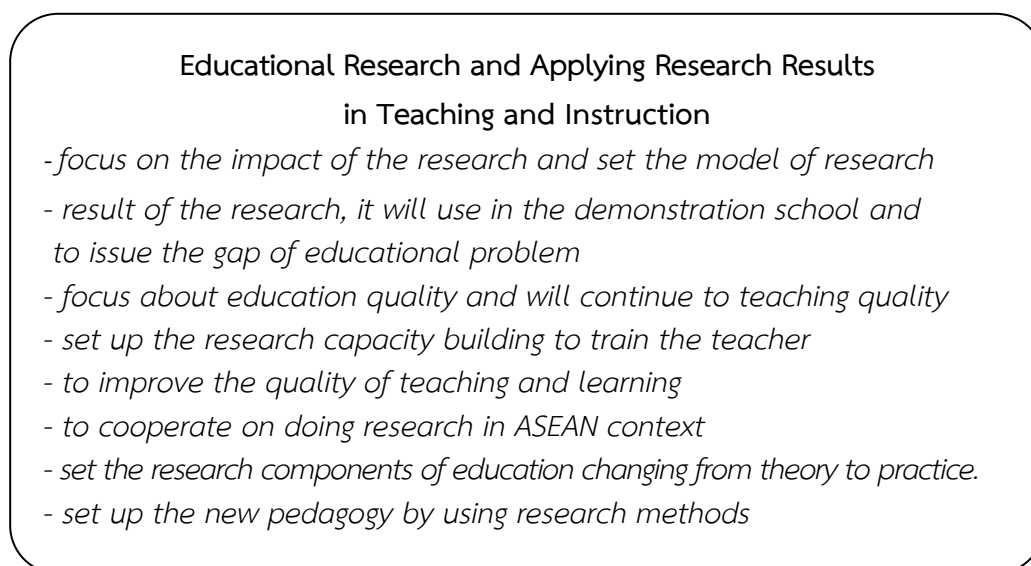 Educational Research and Applying Research Results
in Teaching and Instruction
- focus on the impact of the research and set the model of research
- result of the research, it will use in the demonstration school and
to issue the gap of educational problem
- focus about education quality and will continue to teaching quality
- set up the research capacity building to train the teacher
- to improve the quality of teaching and learning
- to cooperate on doing research in ASEAN context
- set the research components of education changing from theory to practice.
- set up the new pedagogy by using research methods